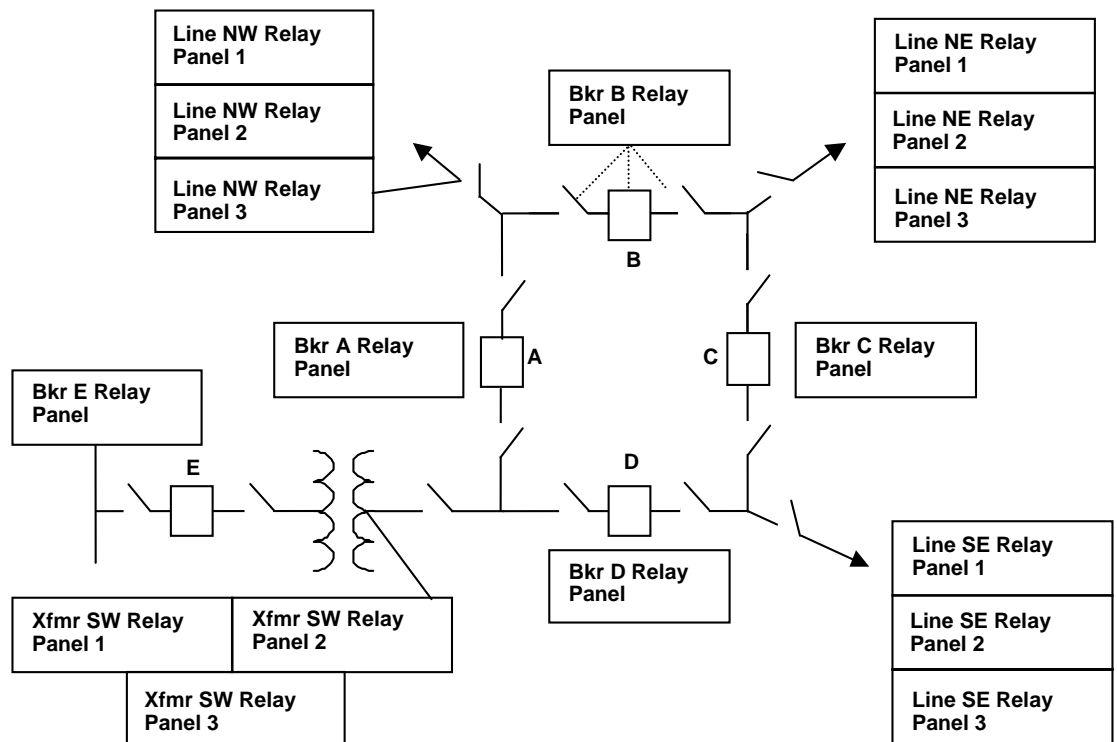 Line NW Relay
Panel 1
Line NW Relay
Panel 2
Line NW Relay
Panel 3
Bkr B Relay
Panel
Line NE Relay
Panel 1
Line NE Relay
Panel 2
Line NE Relay
Panel 3
B
Bkr A Relay
Panel
A
C
Bkr C Relay
Panel
Bkr E Relay
Panel
E
D
Bkr D Relay
Panel
Xfmr SW Relay
Panel 1
Xfmr SW Relay
Panel 2
Xfmr SW Relay
Panel 3
Line SE Relay
Panel 1
Line SE Relay
Panel 2
Line SE Relay
Panel 3